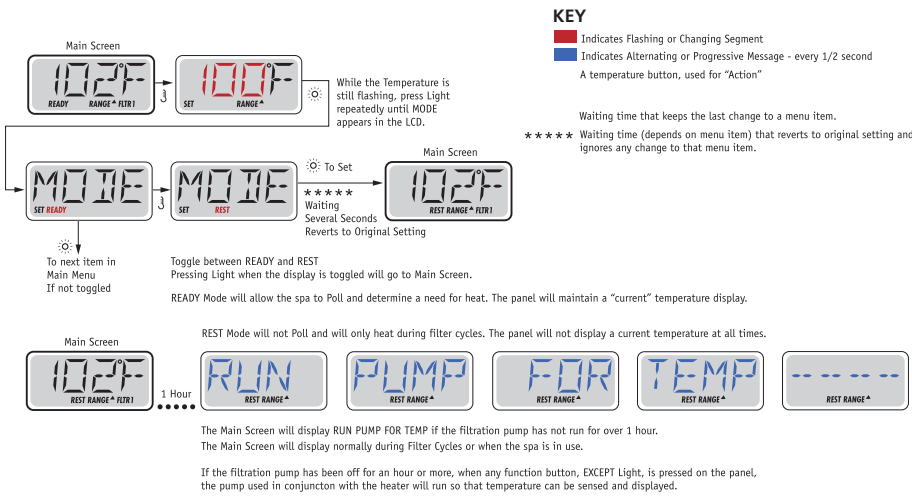 KEY
Indicates Flashing or Changing Segment
Indicates Alternating or Progressive Message - every 1/2 second
A temperature button, used for “Action”
Waiting time that keeps the last change to a menu item.
***** Waiting time (depends on menu item) that reverts to original setting and
ignores any change to that menu item.
Main Screen
102°F
READY RANGE FLTR1
100°F
SET RANGE
While the Temperature is
still flashing, press Light
repeatedly until MODE
appears in the LCD.
MODE
SET READY
MODE
SET REST
To Set
*****
Waiting
Several Seconds
Reverts to Original Setting
Main Screen
102°F
REST RANGE FLTR1
To next item in
Main Menu
If not toggled
Toggle between READY and REST
Pressing Light when the display is toggled will go to Main Screen.
READY Mode will allow the spa to Poll and determine a need for heat. The panel will maintain a “current” temperature display.
REST Mode will not Poll and will only heat during filter cycles. The panel will not display a current temperature at all times.
Main Screen
102°F
REST RANGE FLTR1
1 Hour
RUN
REST RANGE
PUMP
REST RANGE
FOR
REST RANGE
TEMP
REST RANGE
-- -- -- --
REST RANGE
The Main Screen will display RUN PUMP FOR TEMP if the filtration pump has not run for over 1 hour.
The Main Screen will display normally during Filter Cycles or when the spa is in use.
If the filtration pump has been off for an hour or more, when any function button, EXCEPT Light, is pressed on the panel,
the pump used in conjuncton with the heater will run so that temperature can be sensed and displayed.